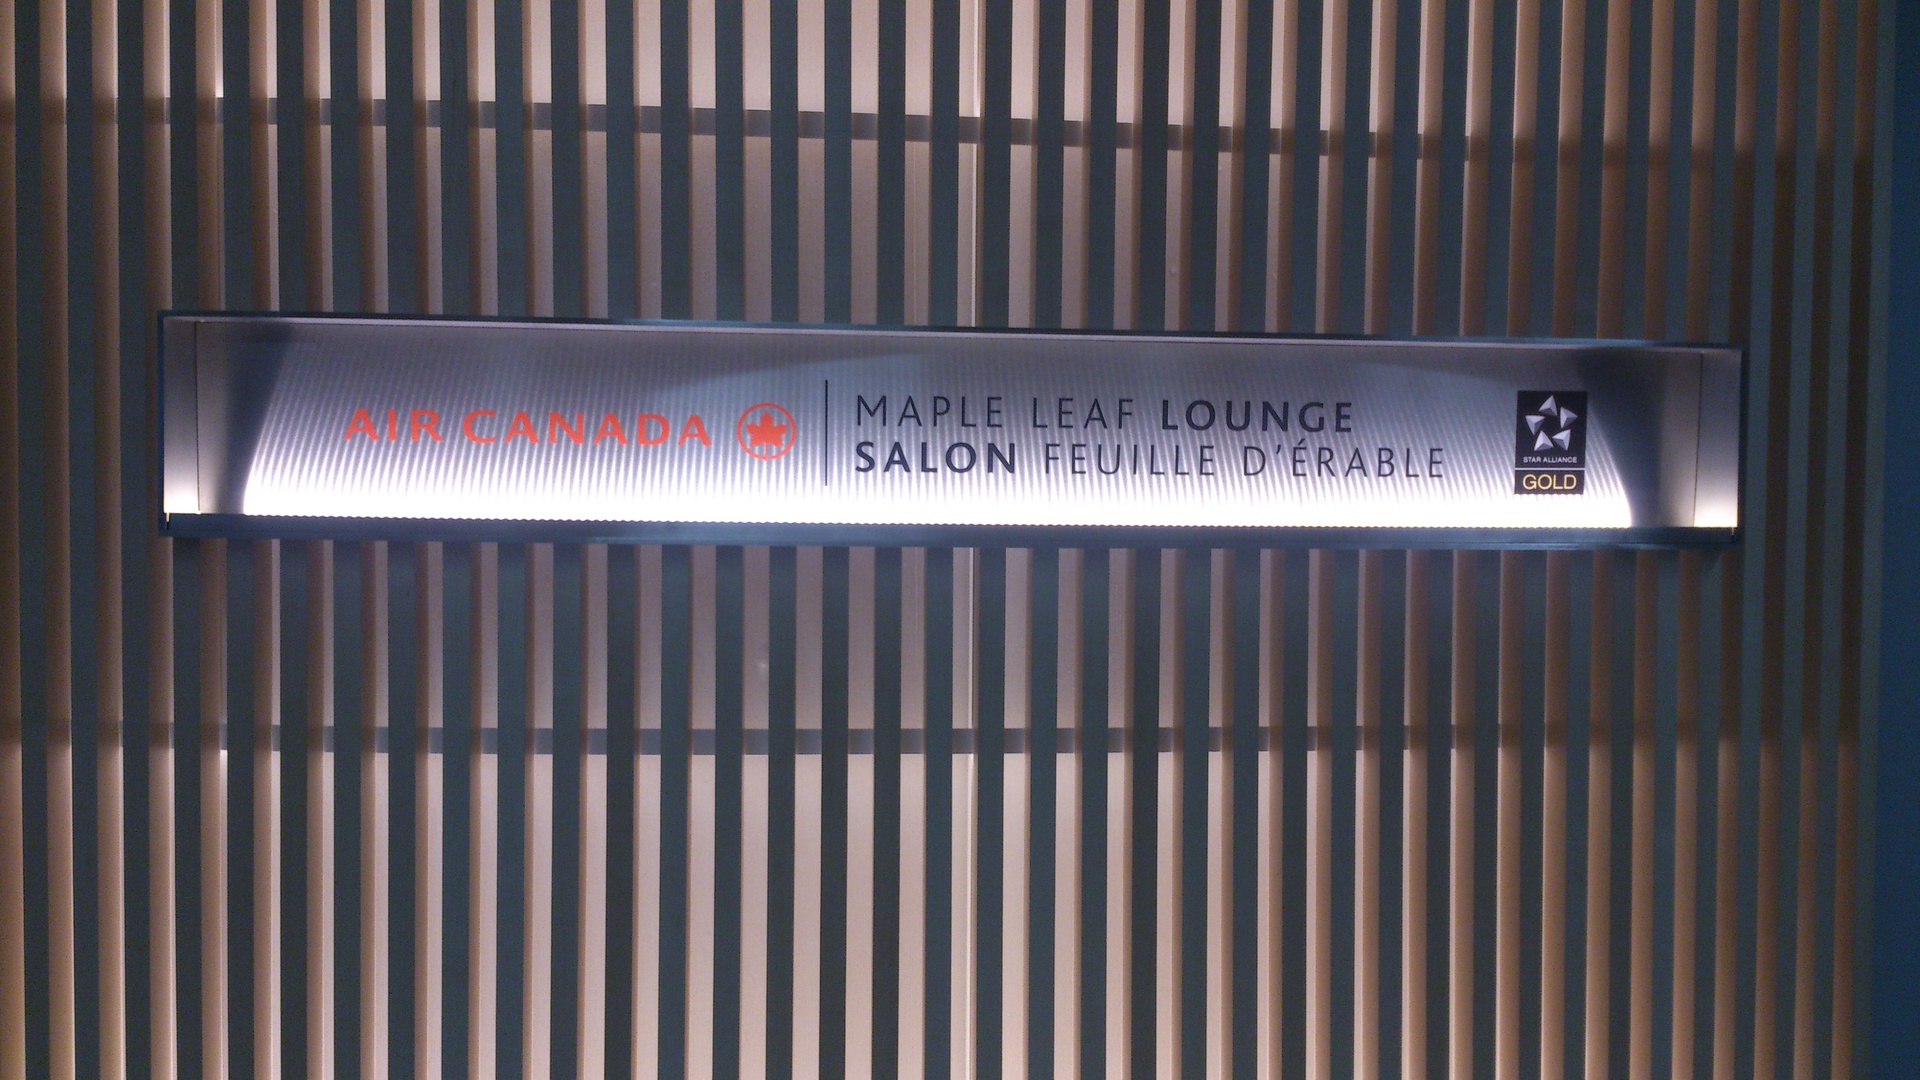 AIR CANADA
MAPLE LEAF LOUNGE
SALON FEUILLE D'ÉRABLE
STAR ALLIANCE
GOLD